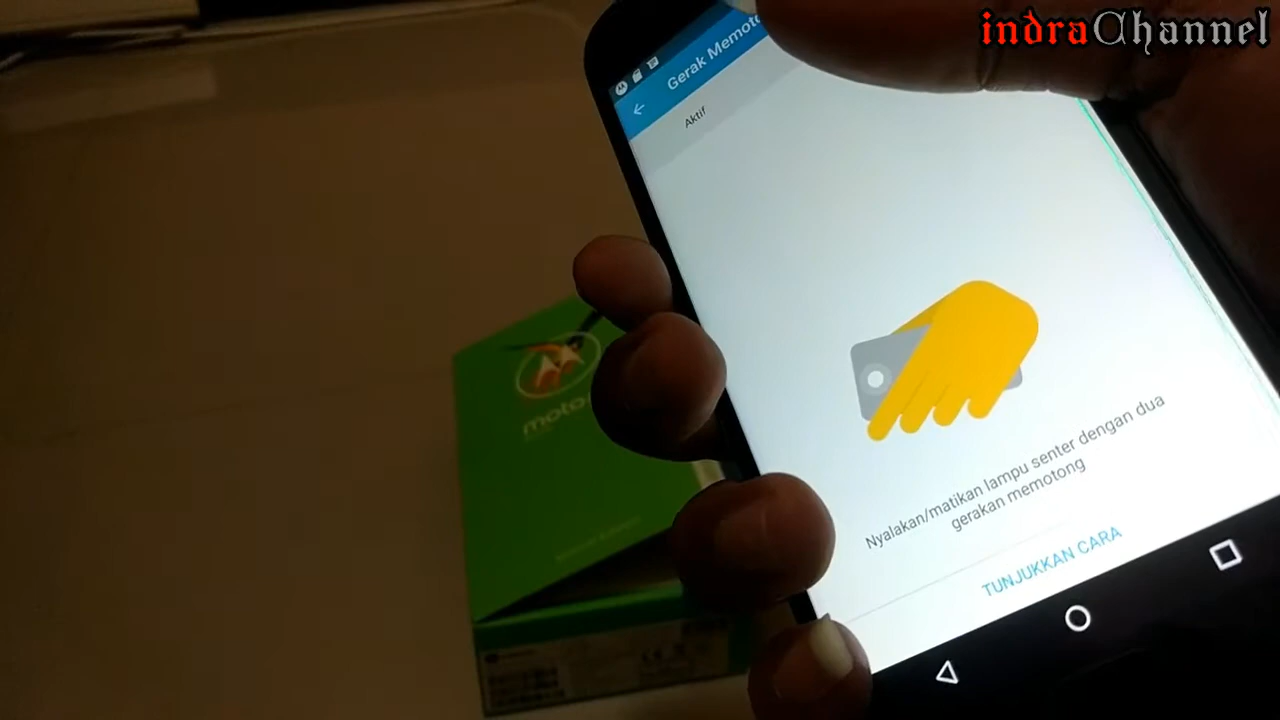 indraChannel
Gerak Memoto
Aktif
Nyalakan/matikan lampu senter dengan dua
gerakan memotong
TUNJUKKAN CARA
moto